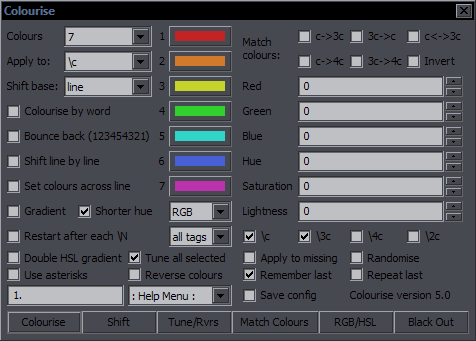 Colourise
Colours 7 1 Match colours: c->3c 3c->c c<->3c
Apply to: \c 2 c->4c 3c->4c Invert
Shift base: line 3 Red 0
Colourise by word 4 Green 0
Bounce back (123454321) 5 Blue 0
Shift line by line 6 Hue 0
Set colours across line 7 Saturation 0
Gradient Shorter hue RGB Lightness 0
Restart after each \N all tags \c \3c \4c \2c
Double HSL gradient Tune all selected Apply to missing Randomise
Use asterisks Reverse colours Remember last Repeat last
1. : Help Menu : Save config Colourise version 5.0
Colourise Shift Tune/Rvrs Match Colours RGB/HSL Black Out